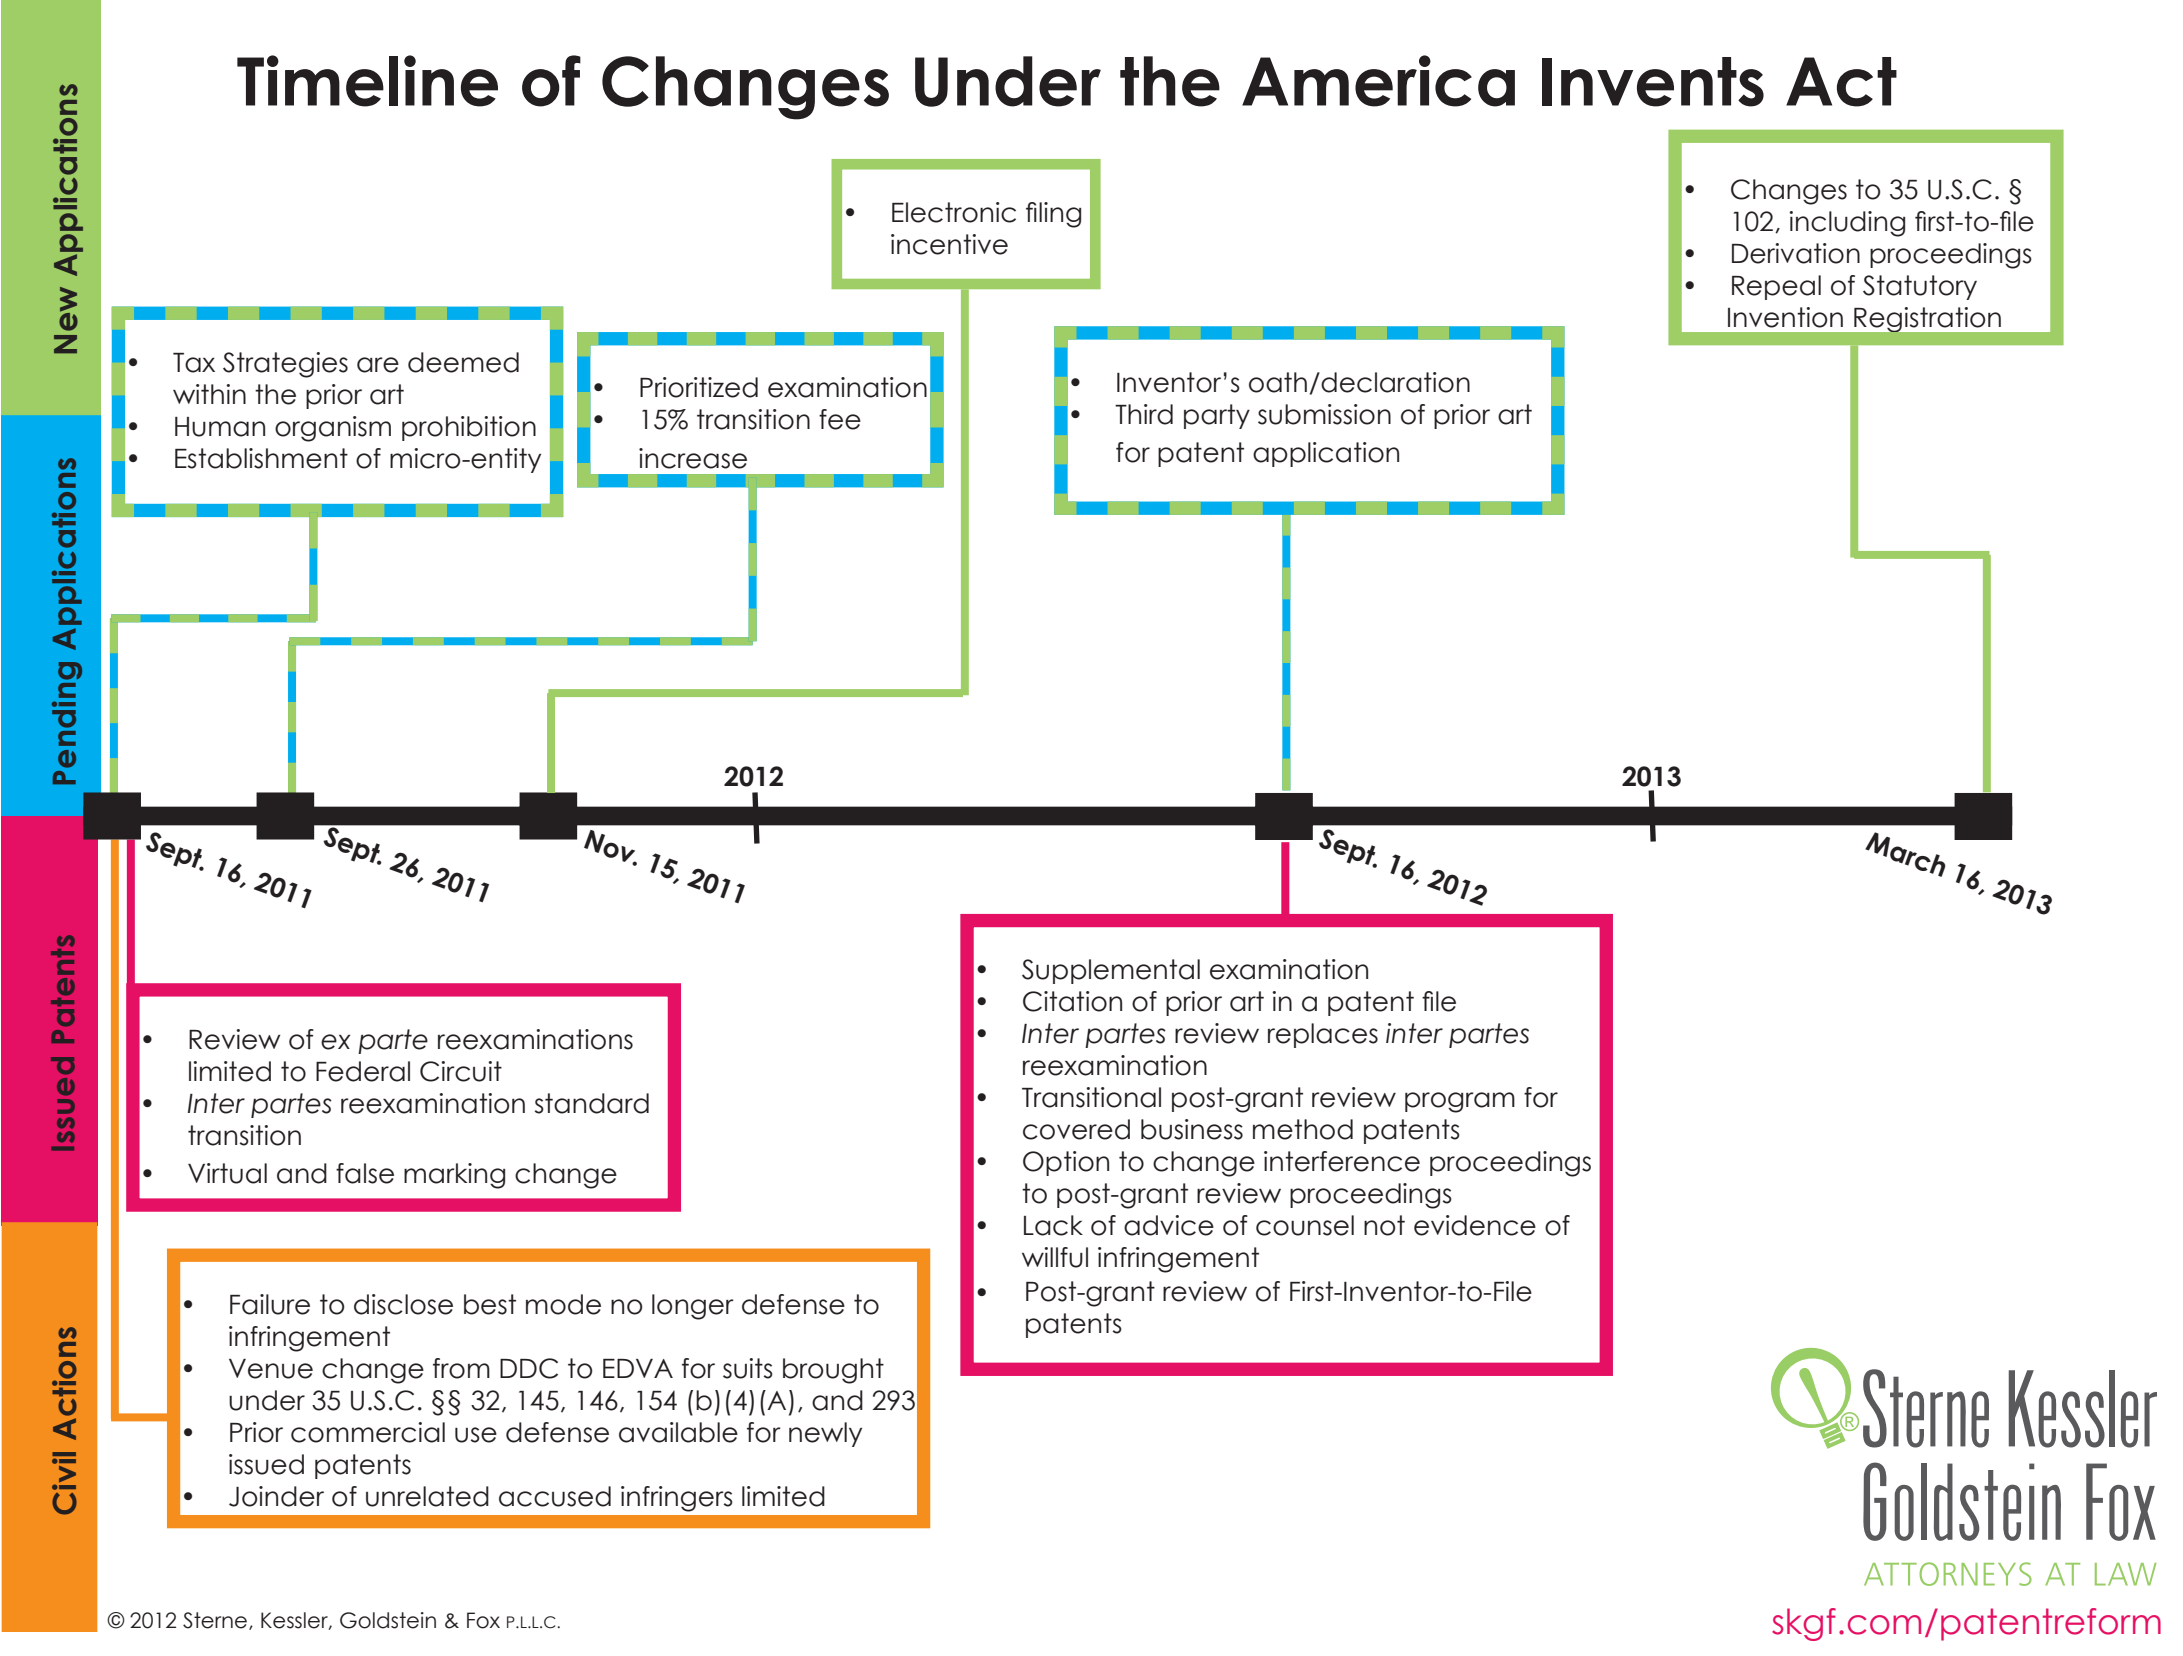 Timeline of Changes Under the America Invents Act
New Applications
Pending Applications
Issued Patents
Civil Actions
• Electronic filing
incentive
• Changes to 35 U.S.C. §
102, including first-to-file
• Derivation proceedings
• Repeal of Statutory
Invention Registration
• Tax Strategies are deemed
within the prior art
• Human organism prohibition
• Establishment of micro-entity
• Prioritized examination
• 15% transition fee
increase
• Inventor’s oath/declaration
• Third party submission of prior art
for patent application
2012
2013
Sept. 16, 2011
Sept. 26, 2011
Nov. 15, 2011
Sept. 16, 2012
March 16, 2013
• Review of ex parte reexaminations
limited to Federal Circuit
• Inter partes reexamination standard
transition
• Virtual and false marking change
• Supplemental examination
• Citation of prior art in a patent file
• Inter partes review replaces inter partes
reexamination
• Transitional post-grant review program for
covered business method patents
• Option to change interference proceedings
to post-grant review proceedings
• Lack of advice of counsel not evidence of
willful infringement
• Post-grant review of First-Inventor-to-File
patents
• Failure to disclose best mode no longer defense to
infringement
• Venue change from DDC to EDVA for suits brought
under 35 U.S.C. §§ 32, 145, 146, 154 (b)(4)(A), and 293
• Prior commercial use defense available for newly
issued patents
• Joinder of unrelated accused infringers limited
® Sterne Kessler
Goldstein Fox
ATTORNEYS AT LAW
skgf.com/patentreform
© 2012 Sterne, Kessler, Goldstein & Fox P.L.L.C.